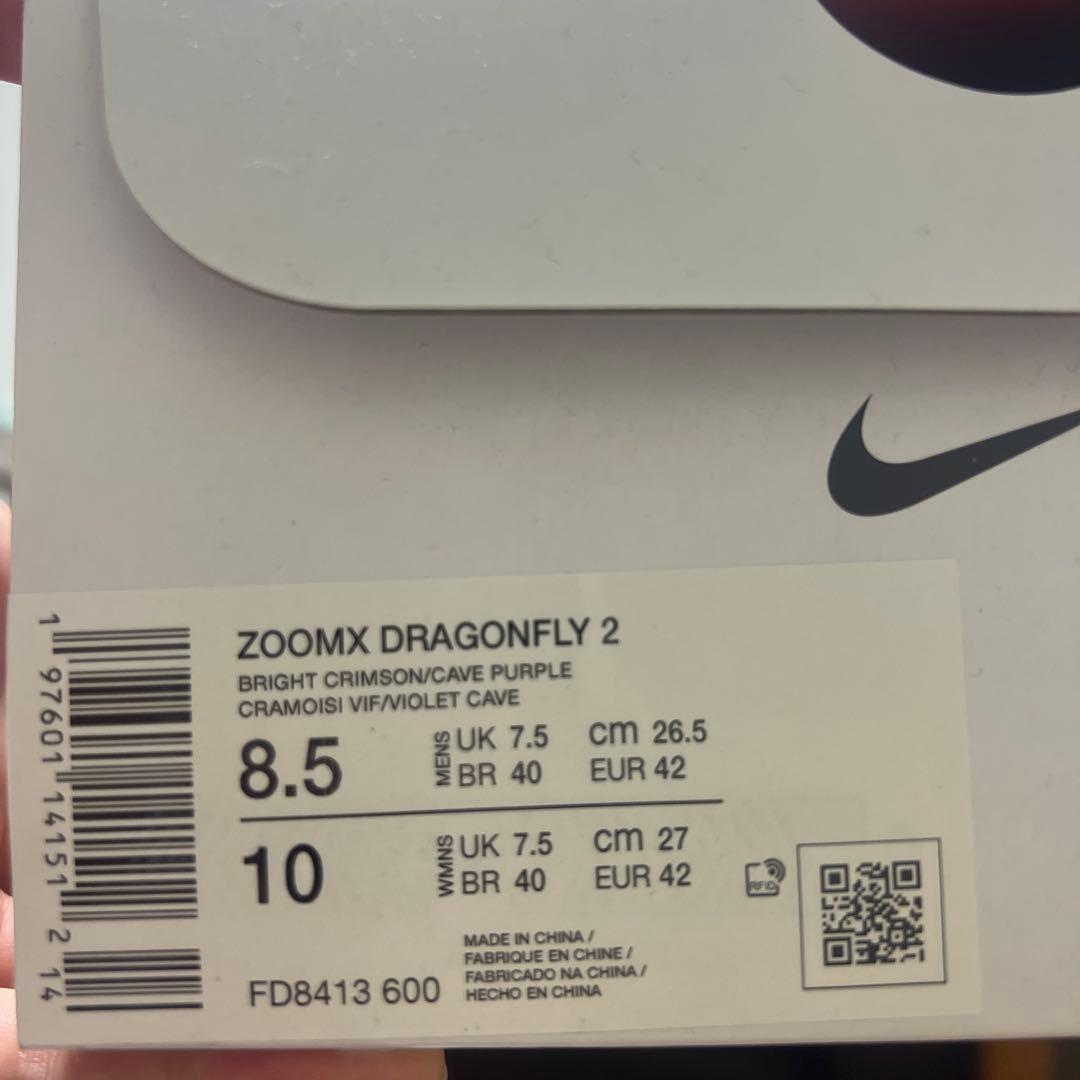 ZOOMX DRAGONFLY 2
BRIGHT CRIMSON/CAVE PURPLE
CRAMOISI VIF/VIOLET CAVE
8.5 MENS UK 7.5 cm 26.5
BR 40 EUR 42
10 WMNS UK 7.5 cm 27
BR 40 EUR 42
RFID
MADE IN CHINA /
FABRIQUE EN CHINE /
FABRICADO NA CHINA /
HECHO EN CHINA
FD8413 600
1 97601 14151 2 14